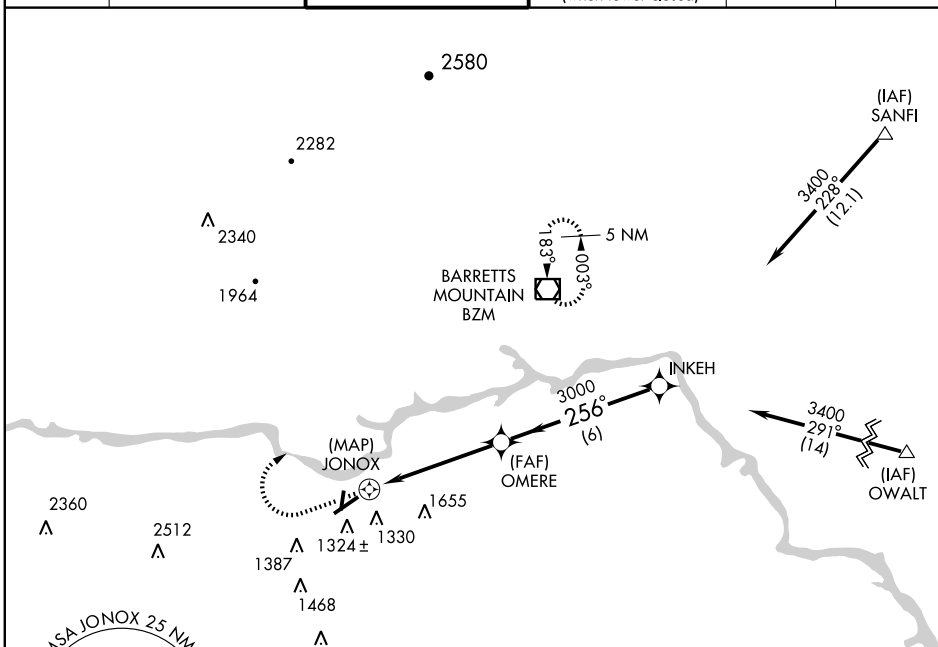 2580
(IAF)
SANFI
2282
3400
228°
(12.1)
2340
183°
003°
5 NM
1964
BARRETTS
MOUNTAIN
BZM
INKEH
3000
256°
(6)
3400
291°
(14)
(MAP)
JONOX
(FAF)
OMERE
(IAF)
OWALT
2360
2512
1655
1330
1324 ±
1387
1468
MSA JONOX 25 NM